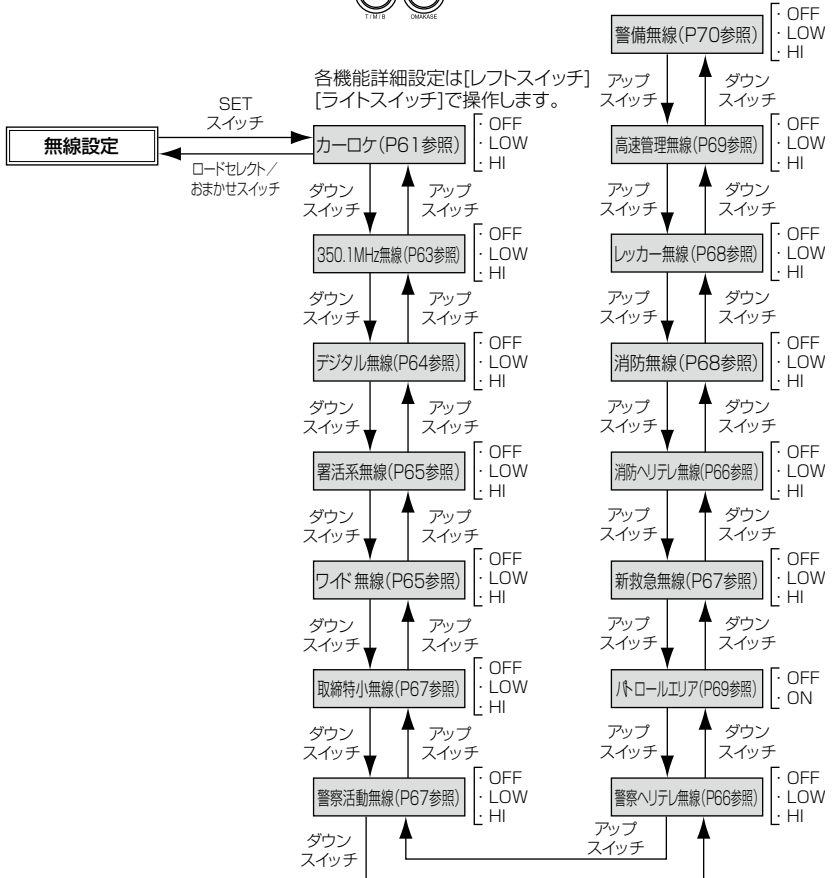 T / M / B
OMAKASE
各機能詳細設定は[レフトスイッチ]
[ライトスイッチ]で操作します。
無線設定
SET
スイッチ
ロードセレクト/
おまかせスイッチ
カーロケ(P61参照)
· OFF
· LOW
· HI
ダウン
スイッチ
アップ
スイッチ
350.1MHz無線(P63参照)
· OFF
· LOW
· HI
ダウン
スイッチ
アップ
スイッチ
デジタル無線(P64参照)
· OFF
· LOW
· HI
ダウン
スイッチ
アップ
スイッチ
署活系無線(P65参照)
· OFF
· LOW
· HI
ダウン
スイッチ
アップ
スイッチ
ワイド無線(P65参照)
· OFF
· LOW
· HI
ダウン
スイッチ
アップ
スイッチ
取締特小無線(P67参照)
· OFF
· LOW
· HI
ダウン
スイッチ
アップ
スイッチ
警察活動無線(P67参照)
· OFF
· LOW
· HI
ダウン
スイッチ
警備無線(P70参照)
· OFF
· LOW
· HI
アップ
スイッチ
ダウン
スイッチ
高速管理無線(P69参照)
· OFF
· LOW
· HI
アップ
スイッチ
ダウン
スイッチ
レッカー無線(P68参照)
· OFF
· LOW
· HI
アップ
スイッチ
ダウン
スイッチ
消防無線(P68参照)
· OFF
· LOW
· HI
アップ
スイッチ
ダウン
スイッチ
消防ヘリテレ無線(P66参照)
· OFF
· LOW
· HI
アップ
スイッチ
ダウン
スイッチ
新救急無線(P67参照)
· OFF
· LOW
· HI
アップ
スイッチ
ダウン
スイッチ
パトロールエリア(P69参照)
· OFF
· ON
アップ
スイッチ
ダウン
スイッチ
警察ヘリテレ無線(P66参照)
· OFF
· LOW
· HI
アップ
スイッチ